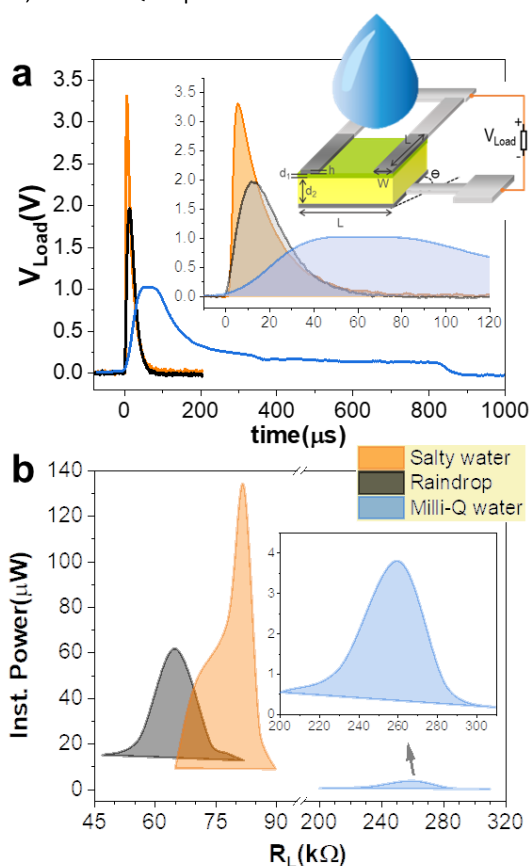 a
V_Load(V)
3.5
3.0
2.5
2.0
1.5
1.0
0.5
0.0
0 200 400 600 800 1000
time(μs)
3.5
3.0
2.5
2.0
1.5
1.0
0.5
0.0
0 20 40 60 80 100 120
d₁
h
d₂
W
L
L
Θ
+
V_Load
-
b
Inst. Power(μW)
140
120
100
80
60
40
20
0
45 60 75 90 200 220 240 260 280 300 320
R_L(kΩ)
Salty water
Raindrop
Milli-Q water
4
3
2
1
0
200 220 240 260 280 300